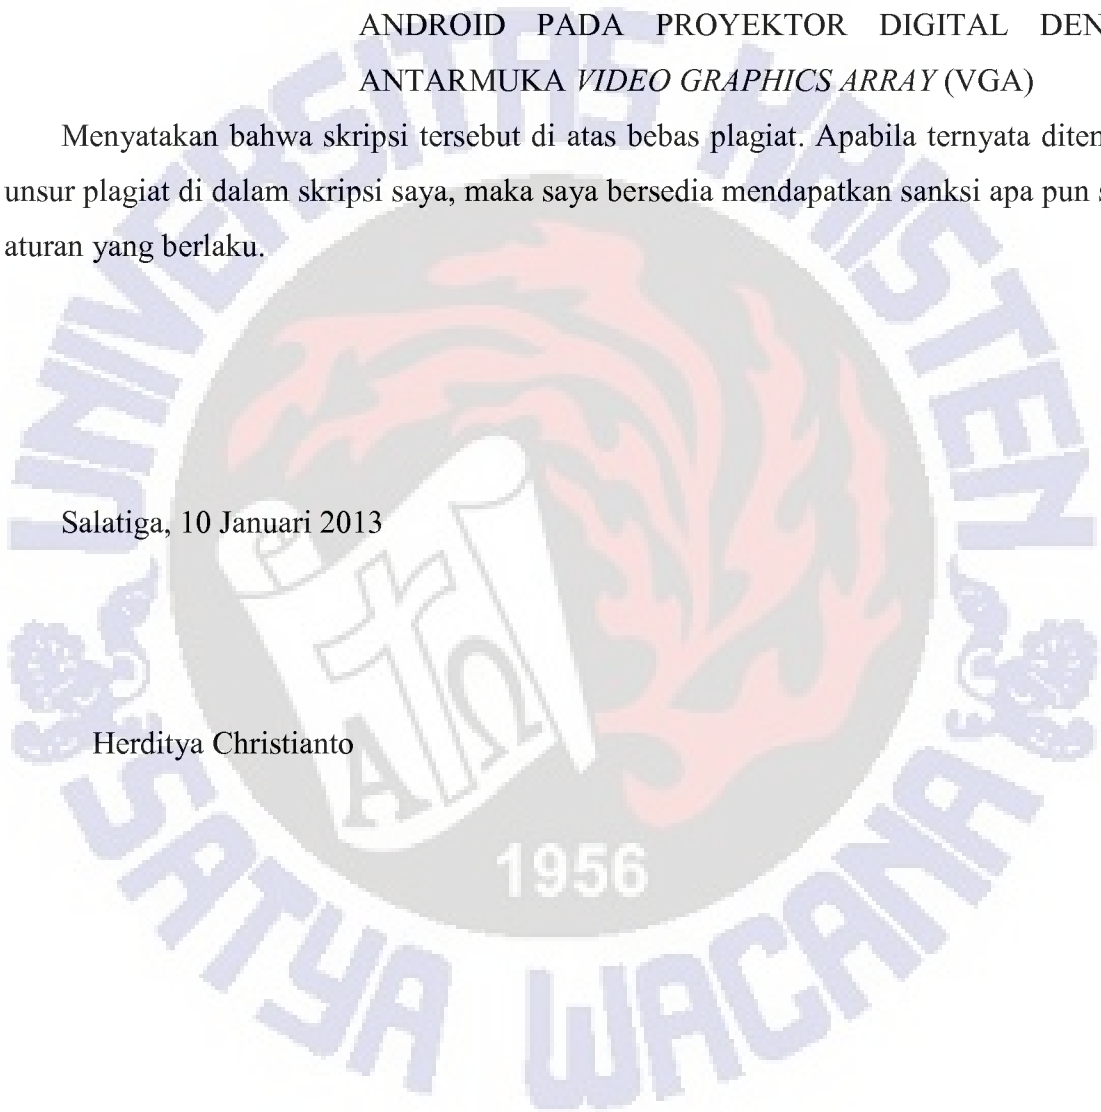 ANDROID PADA PROYEKTOR DIGITAL DEN
ANTARMUKA VIDEO GRAPHICS ARRAY (VGA)
Menyatakan bahwa skripsi tersebut di atas bebas plagiat. Apabila ternyata diten
unsur plagiat di dalam skripsi saya, maka saya bersedia mendapatkan sanksi apa pun s
aturan yang berlaku.
Salatiga, 10 Januari 2013
Herditya Christianto
UNIVERSITAS KRISTEN
SATYA WACANA
Α Ω
1956